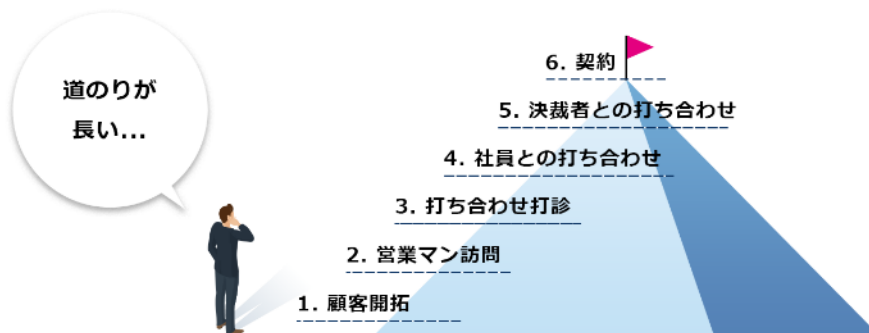 道のりが
長い...
6. 契約
5. 決裁者との打ち合わせ
4. 社員との打ち合わせ
3. 打ち合わせ打診
2. 営業マン訪問
1. 顧客開拓